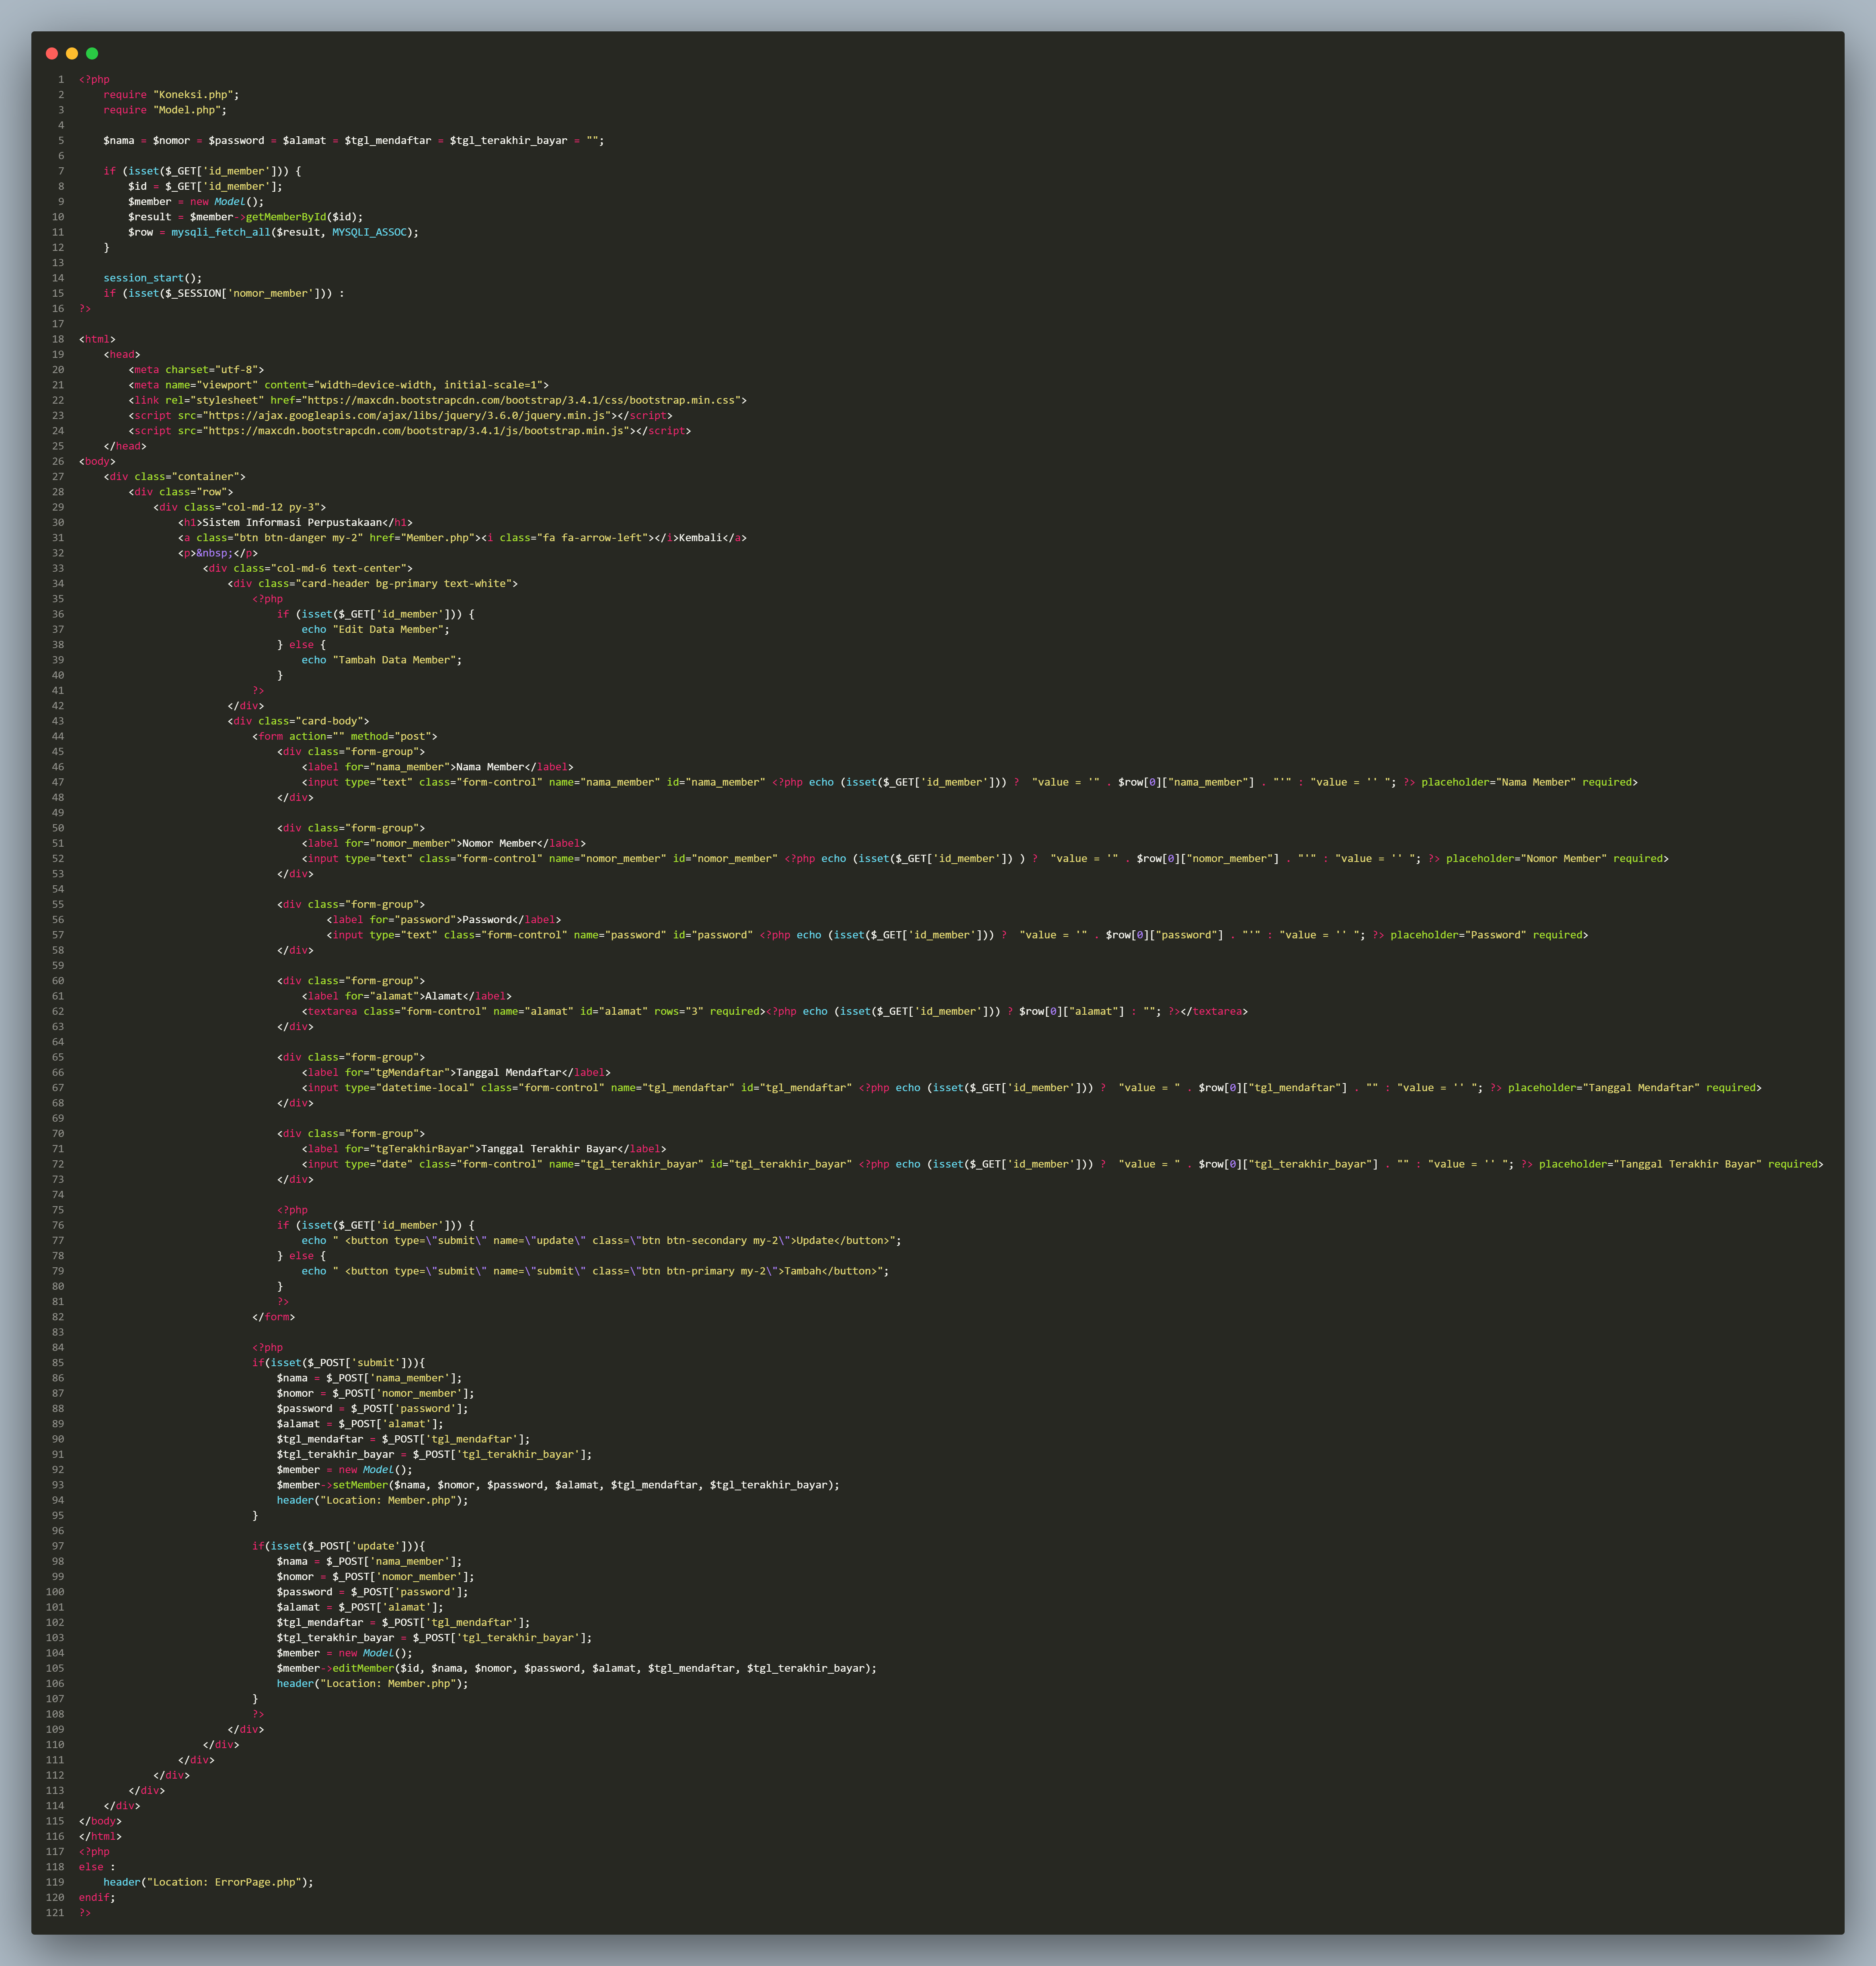 1 <?php
2     require "Koneksi.php";
3     require "Model.php";
4
5     $nama = $nomor = $password = $alamat = $tgl_mendaftar = $tgl_terakhir_bayar = "";
6
7     if (isset($_GET['id_member'])) {
8         $id = $_GET['id_member'];
9         $member = new Model();
10         $result = $member->getMemberById($id);
11         $row = mysqli_fetch_all($result, MYSQLI_ASSOC);
12     }
13
14     session_start();
15     if (isset($_SESSION['nomor_member'])) :
16 ?>
17
18 <html>
19     <head>
20         <meta charset="utf-8">
21         <meta name="viewport" content="width=device-width, initial-scale=1">
22         <link rel="stylesheet" href="https://maxcdn.bootstrapcdn.com/bootstrap/3.4.1/css/bootstrap.min.css">
23         <script src="https://ajax.googleapis.com/ajax/libs/jquery/3.6.0/jquery.min.js"></script>
24         <script src="https://maxcdn.bootstrapcdn.com/bootstrap/3.4.1/js/bootstrap.min.js"></script>
25     </head>
26 <body>
27     <div class="container">
28         <div class="row">
29             <div class="col-md-12 py-3">
30                 <h1>Sistem Informasi Perpustakaan</h1>
31                 <a class="btn btn-danger my-2" href="Member.php"><i class="fa fa-arrow-left"></i>Kembali</a>
32                 <p>&nbsp;</p>
33                     <div class="col-md-6 text-center">
34                         <div class="card-header bg-primary text-white">
35                             <?php
36                                 if (isset($_GET['id_member'])) {
37                                     echo "Edit Data Member";
38                                 } else {
39                                     echo "Tambah Data Member";
40                                 }
41                             ?>
42                         </div>
43                         <div class="card-body">
44                             <form action="" method="post">
45                                 <div class="form-group">
46                                     <label for="nama_member">Nama Member</label>
47                                     <input type="text" class="form-control" name="nama_member" id="nama_member" <?php echo (isset($_GET['id_member'])) ?  "value = '" . $row[0]["nama_member"] . "'" : "value = '' "; ?> placeholder="Nama Member" required>
48                                 </div>
49
50                                 <div class="form-group">
51                                     <label for="nomor_member">Nomor Member</label>
52                                     <input type="text" class="form-control" name="nomor_member" id="nomor_member" <?php echo (isset($_GET['id_member']) ) ?  "value = '" . $row[0]["nomor_member"] . "'" : "value = '' "; ?> placeholder="Nomor Member" required>
53                                 </div>
54
55                                 <div class="form-group">
56                                         <label for="password">Password</label>
57                                         <input type="text" class="form-control" name="password" id="password" <?php echo (isset($_GET['id_member'])) ?  "value = '" . $row[0]["password"] . "'" : "value = '' "; ?> placeholder="Password" required>
58                                 </div>
59
60                                 <div class="form-group">
61                                     <label for="alamat">Alamat</label>
62                                     <textarea class="form-control" name="alamat" id="alamat" rows="3" required><?php echo (isset($_GET['id_member'])) ? $row[0]["alamat"] : ""; ?></textarea>
63                                 </div>
64
65                                 <div class="form-group">
66                                     <label for="tgMendaftar">Tanggal Mendaftar</label>
67                                     <input type="datetime-local" class="form-control" name="tgl_mendaftar" id="tgl_mendaftar" <?php echo (isset($_GET['id_member'])) ?  "value = " . $row[0]["tgl_mendaftar"] . "" : "value = '' "; ?> placeholder="Tanggal Mendaftar" required>
68                                 </div>
69
70                                 <div class="form-group">
71                                     <label for="tgTerakhirBayar">Tanggal Terakhir Bayar</label>
72                                     <input type="date" class="form-control" name="tgl_terakhir_bayar" id="tgl_terakhir_bayar" <?php echo (isset($_GET['id_member'])) ?  "value = " . $row[0]["tgl_terakhir_bayar"] . "" : "value = '' "; ?> placeholder="Tanggal Terakhir Bayar" required>
73                                 </div>
74
75                                 <?php
76                                 if (isset($_GET['id_member'])) {
77                                     echo " <button type=\"submit\" name=\"update\" class=\"btn btn-secondary my-2\">Update</button>";
78                                 } else {
79                                     echo " <button type=\"submit\" name=\"submit\" class=\"btn btn-primary my-2\">Tambah</button>";
80                                 }
81                                 ?>
82                             </form>
83
84                             <?php
85                             if(isset($_POST['submit'])){
86                                 $nama = $_POST['nama_member'];
87                                 $nomor = $_POST['nomor_member'];
88                                 $password = $_POST['password'];
89                                 $alamat = $_POST['alamat'];
90                                 $tgl_mendaftar = $_POST['tgl_mendaftar'];
91                                 $tgl_terakhir_bayar = $_POST['tgl_terakhir_bayar'];
92                                 $member = new Model();
93                                 $member->setMember($nama, $nomor, $password, $alamat, $tgl_mendaftar, $tgl_terakhir_bayar);
94                                 header("Location: Member.php");
95                             }
96
97                             if(isset($_POST['update'])){
98                                 $nama = $_POST['nama_member'];
99                                 $nomor = $_POST['nomor_member'];
100                                 $password = $_POST['password'];
101                                 $alamat = $_POST['alamat'];
102                                 $tgl_mendaftar = $_POST['tgl_mendaftar'];
103                                 $tgl_terakhir_bayar = $_POST['tgl_terakhir_bayar'];
104                                 $member = new Model();
105                                 $member->editMember($id, $nama, $nomor, $password, $alamat, $tgl_mendaftar, $tgl_terakhir_bayar);
106                                 header("Location: Member.php");
107                             }
108                             ?>
109                         </div>
110                     </div>
111                 </div>
112             </div>
113         </div>
114     </div>
115 </body>
116 </html>
117 <?php
118 else :
119     header("Location: ErrorPage.php");
120 endif;
121 ?>